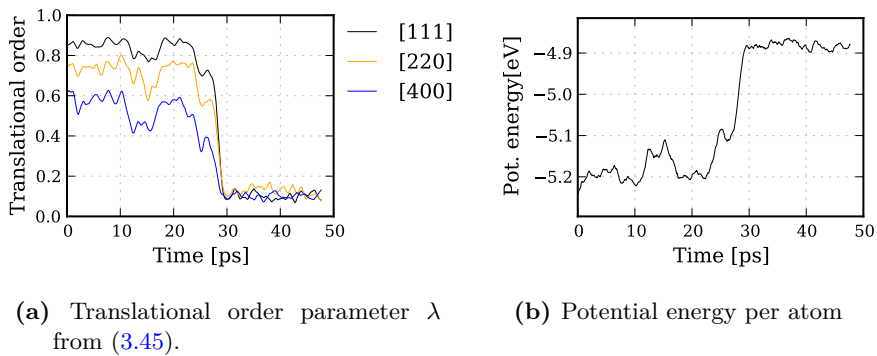 1.0
0.8
0.6
0.4
0.2
0.0
Translational order
0 10 20 30 40 50
Time [ps]
[111]
[220]
[400]
−4.9
−5.0
−5.1
−5.2
Pot. energy[eV]
0 10 20 30 40 50
Time [ps]
(a) Translational order parameter λ
from (3.45).
(b) Potential energy per atom